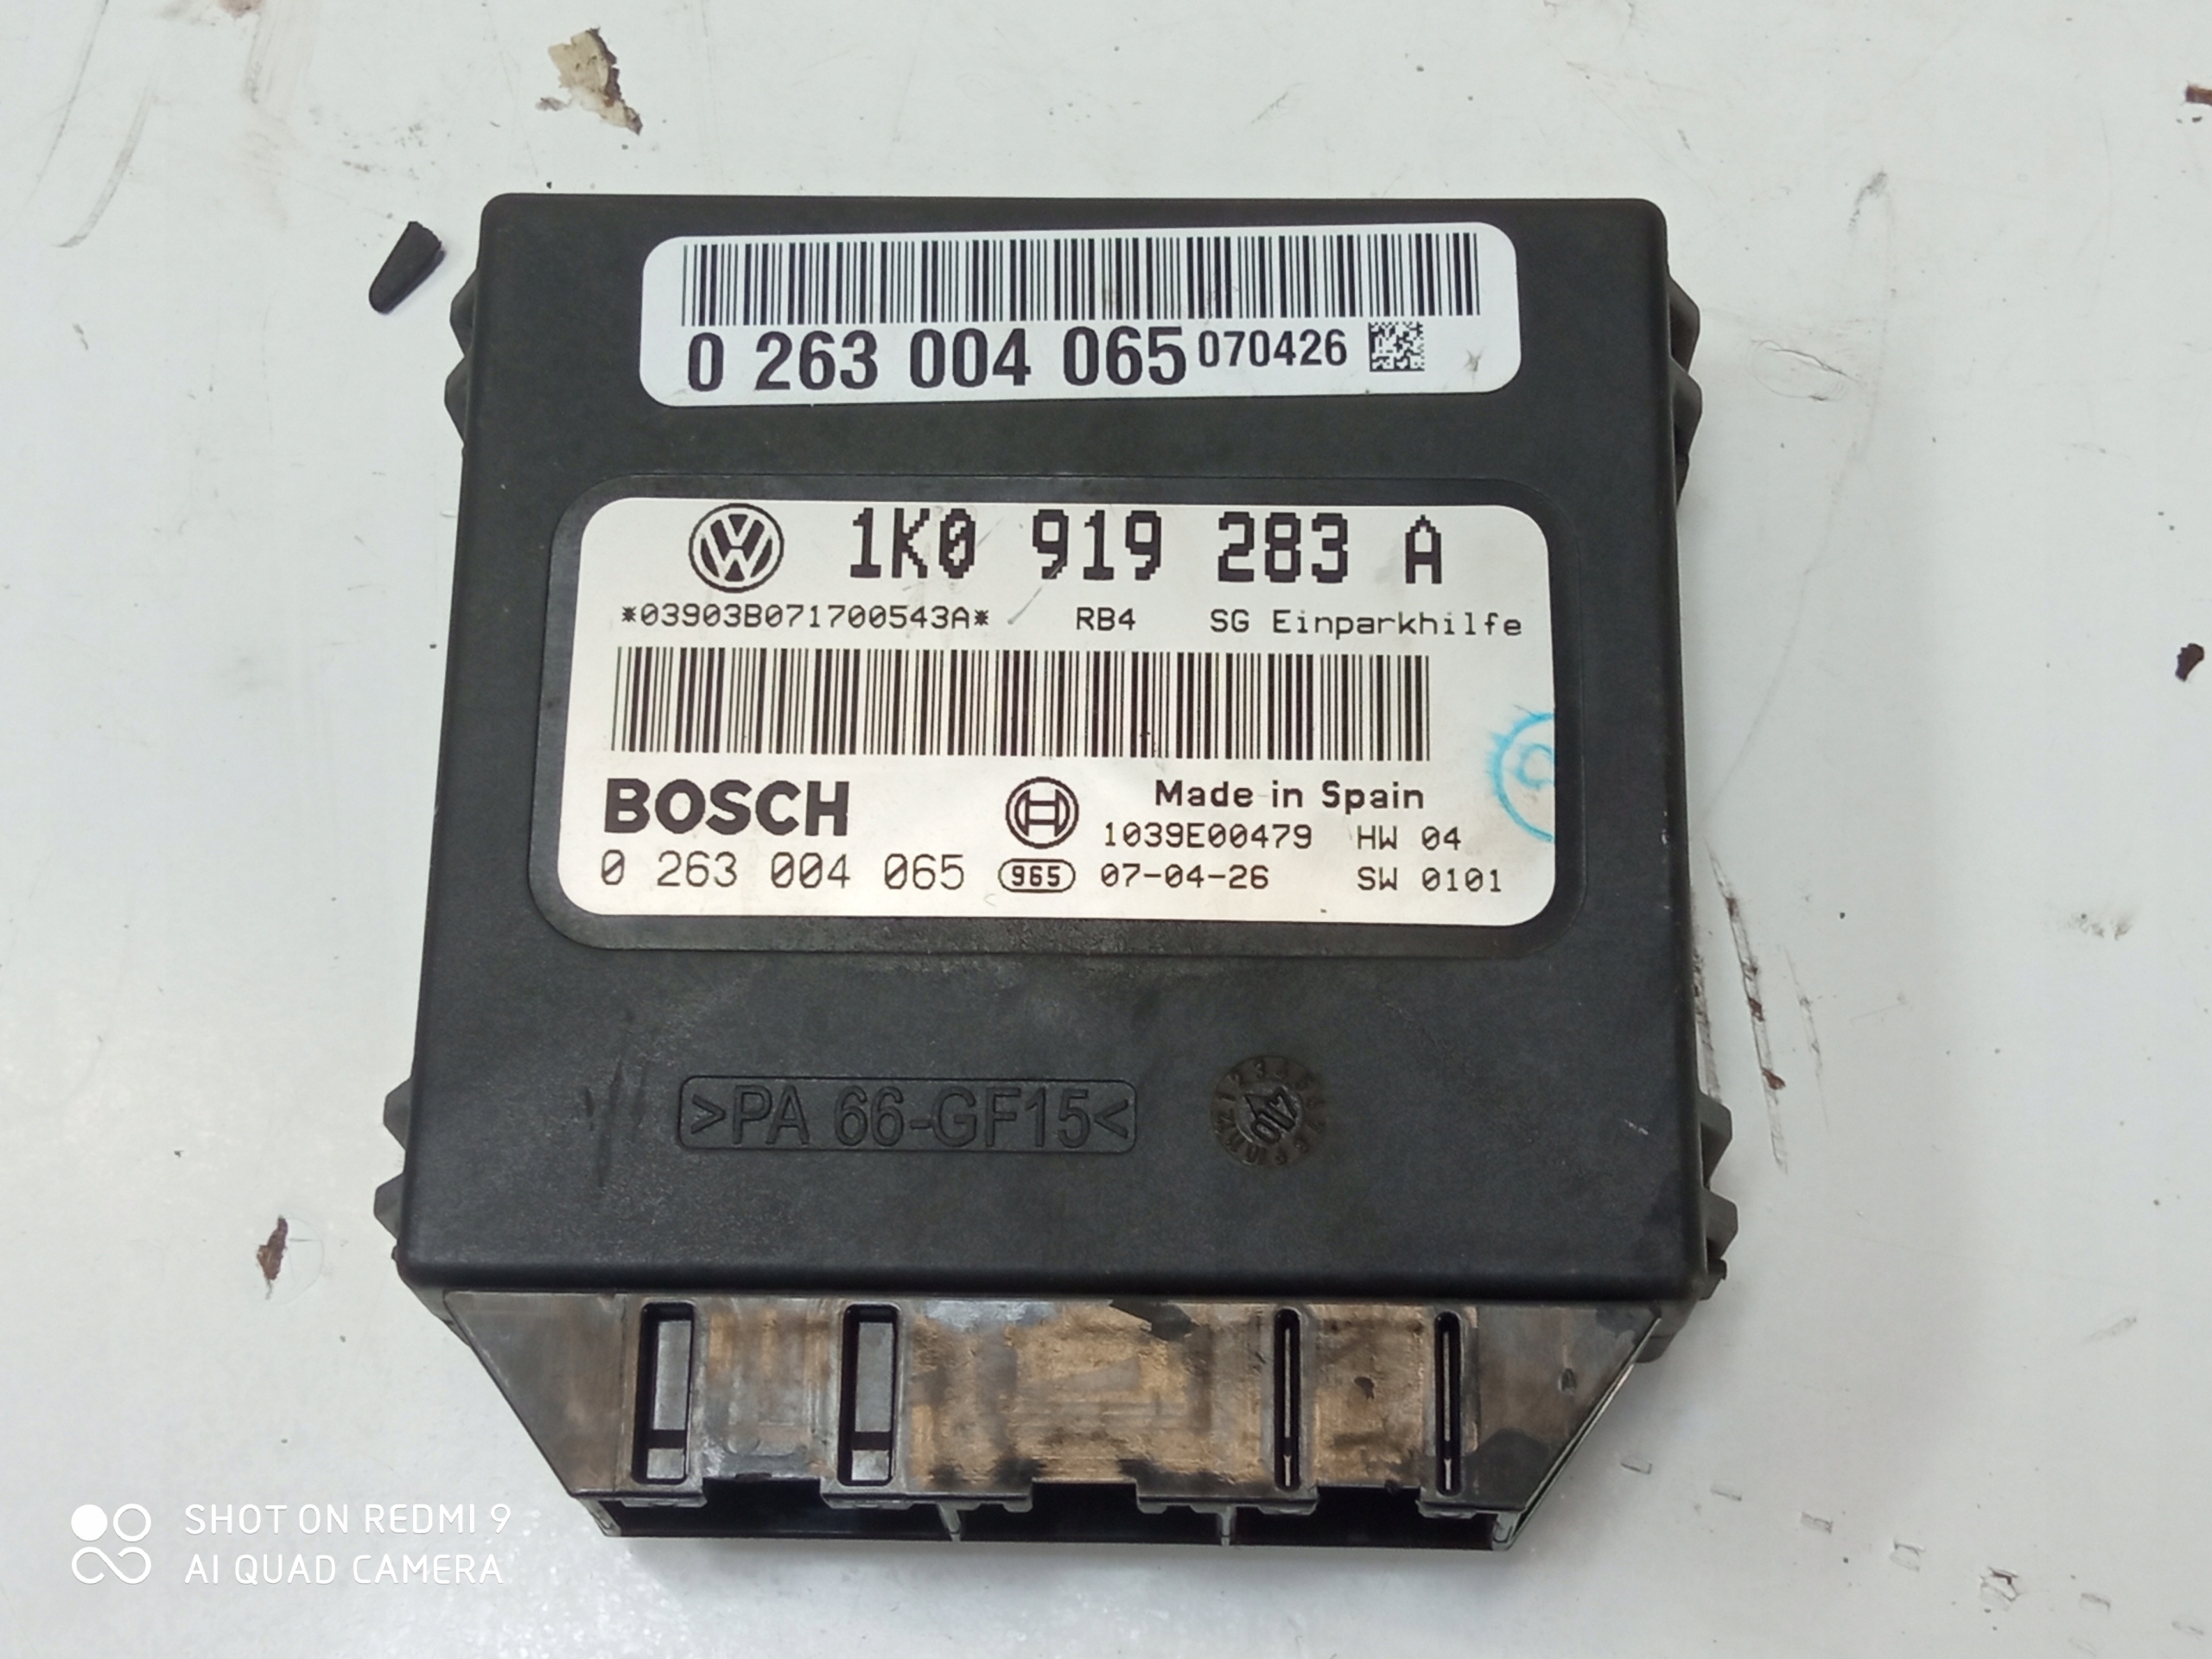 0 263 004 065 070426
1K0 919 283 A
*03903B071700543A* RB4 SG Einparkhilfe
BOSCH
Made in Spain
1039E00479 HW 04
0 263 004 065 965 07-04-26 SW 0101
>PA 66-GF15<
SHOT ON REDMI 9
AI QUAD CAMERA